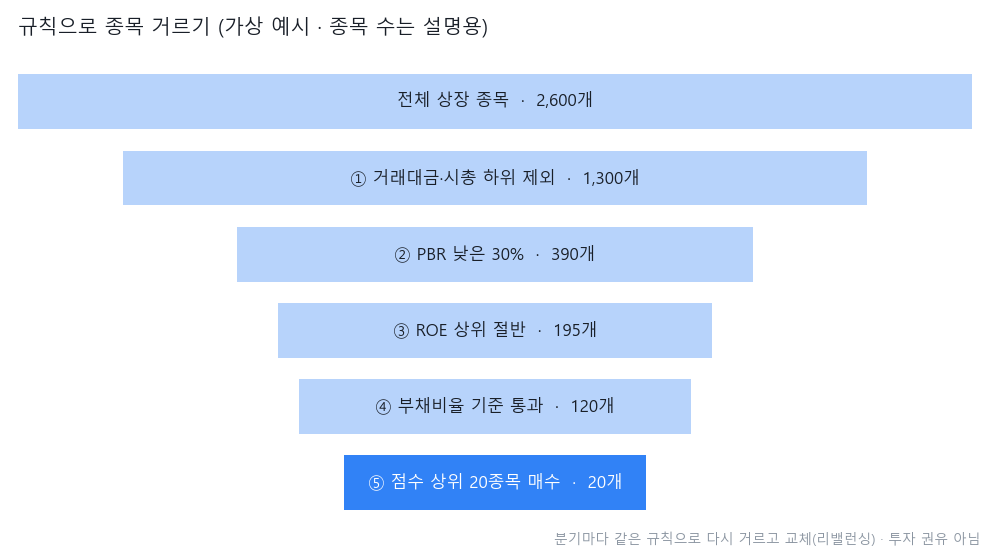 규칙으로 종목 거르기 (가상 예시 · 종목 수는 설명용)
전체 상장 종목 · 2,600개
① 거래대금·시총 하위 제외 · 1,300개
② PBR 낮은 30% · 390개
③ ROE 상위 절반 · 195개
④ 부채비율 기준 통과 · 120개
⑤ 점수 상위 20종목 매수 · 20개
분기마다 같은 규칙으로 다시 거르고 교체(리밸런싱) · 투자 권유 아님